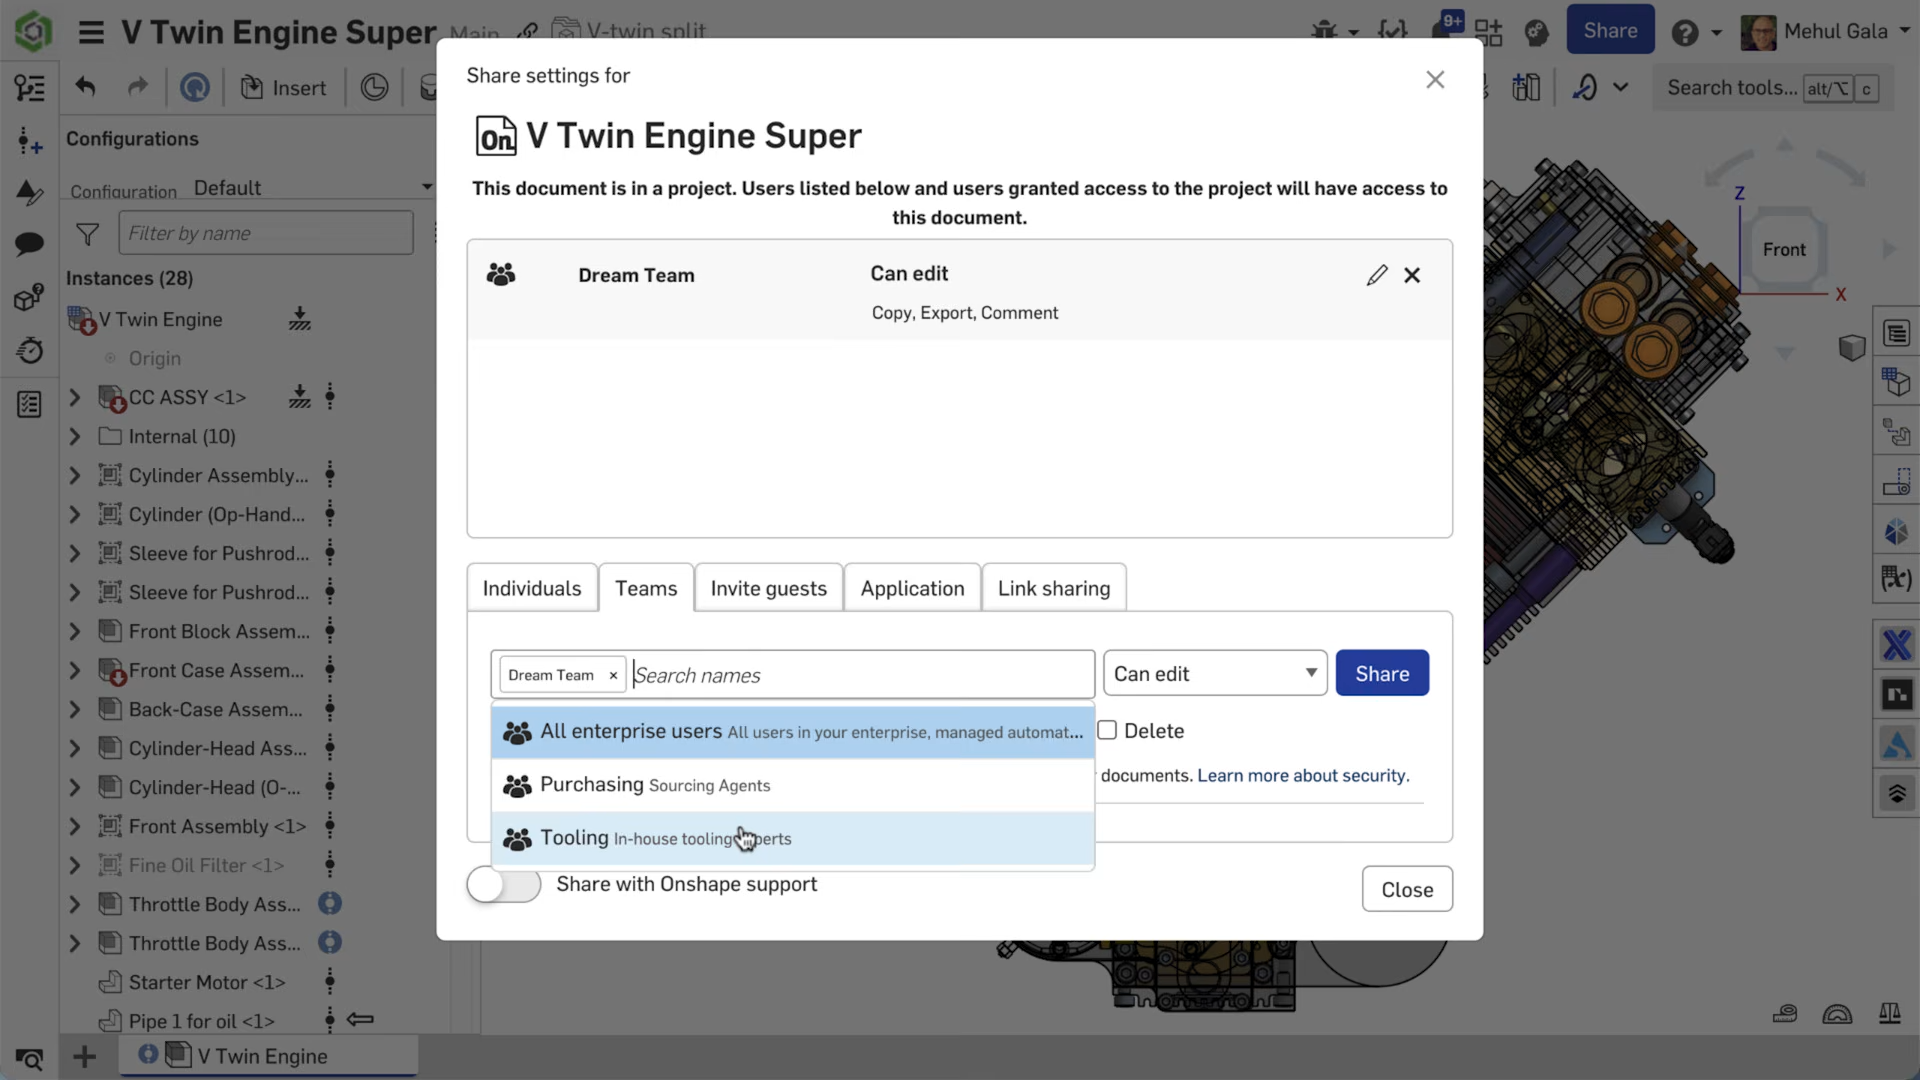 V Twin Engine Super
Main
V-twin split
9+
Share
Mehul Gala
Insert
Search tools...
alt/⌥
c
Configurations
Configuration
Default
Filter by name
Instances (28)
V Twin Engine
Origin
CC ASSY <1>
Internal (10)
Cylinder Assembly...
Cylinder (Op-Hand...
Sleeve for Pushrod...
Sleeve for Pushrod...
Front Block Assem...
Front Case Assem...
Back-Case Assem...
Cylinder-Head Ass...
Cylinder-Head (O-...
Front Assembly <1>
Fine Oil Filter <1>
Throttle Body Ass...
Throttle Body Ass...
Starter Motor <1>
Pipe 1 for oil <1>
V Twin Engine
Share settings for
On
V Twin Engine Super
This document is in a project. Users listed below and users granted access to the project will have access to
this document.
Dream Team
Can edit
Copy, Export, Comment
Individuals
Teams
Invite guests
Application
Link sharing
Dream Team ×
Search names
Can edit
Share
All enterprise users All users in your enterprise, managed automat...
Delete
Purchasing Sourcing Agents
documents. Learn more about security.
Tooling In-house tooling
Share with Onshape support
Close
Z
Front
X